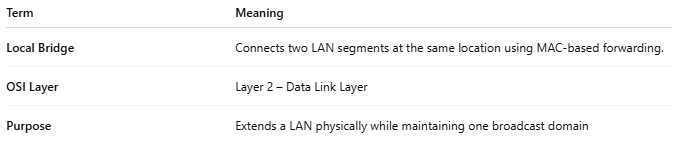 Term Meaning
Local Bridge Connects two LAN segments at the same location using MAC-based forwarding.
OSI Layer Layer 2 – Data Link Layer
Purpose Extends a LAN physically while maintaining one broadcast domain